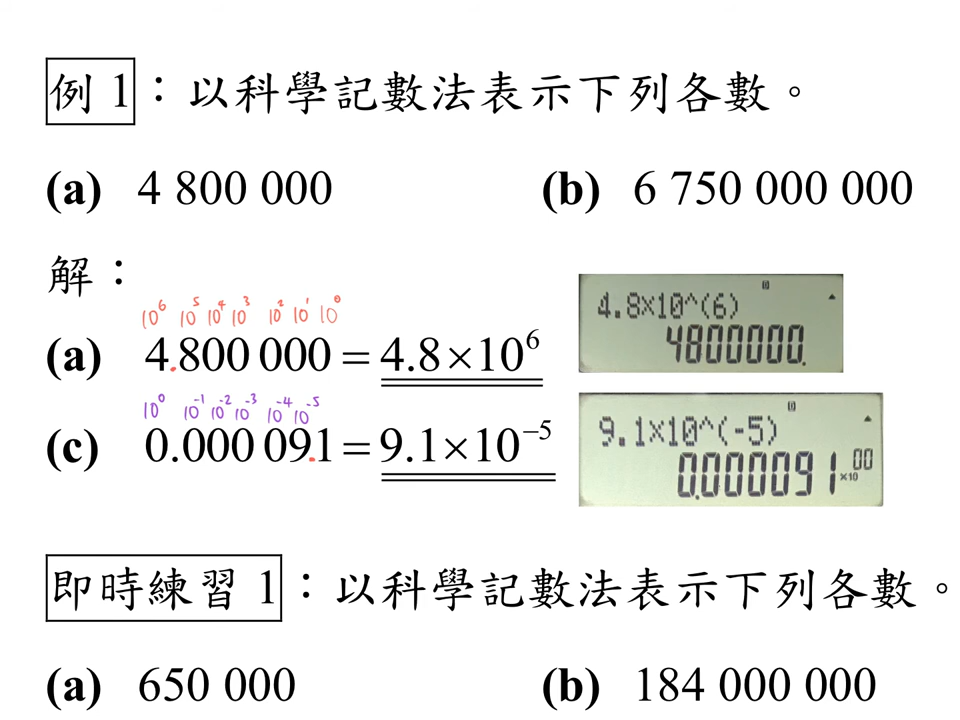 例 1：以科學記數法表示下列各數。
(a) 4 800 000 (b) 6 750 000 000
解：
10⁶ 10⁵ 10⁴ 10³ 10² 10¹ 10⁰
(a) 4.800 000 = 4.8 × 10⁶
4.8×10^(6)
4800000.
10⁰ 10⁻¹ 10⁻² 10⁻³ 10⁻⁴ 10⁻⁵
(c) 0.000 09.1 = 9.1 × 10⁻⁵
9.1×10^(-5)
0.000091 ×10 00
即時練習 1：以科學記數法表示下列各數。
(a) 650 000 (b) 184 000 000